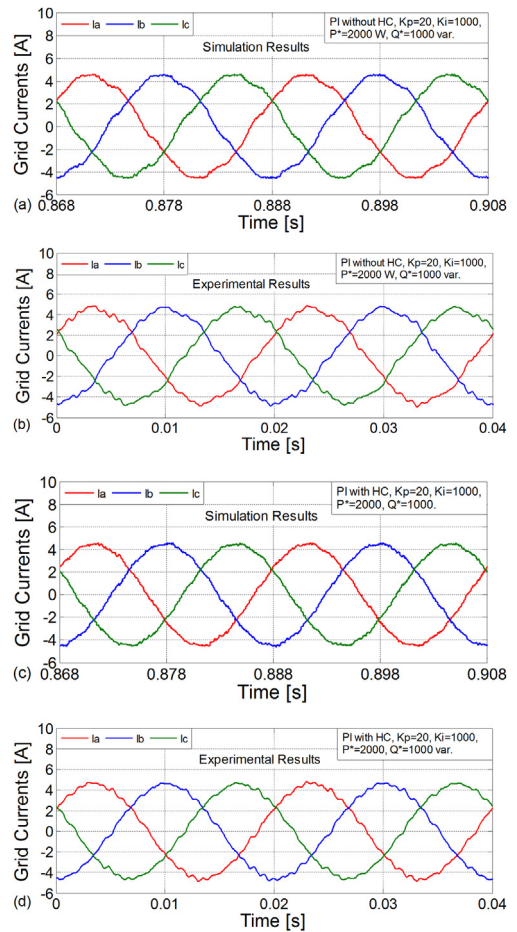 10
8
6
4
2
0
-2
-4
-6
Grid Currents [A]
Ia Ib Ic
PI without HC, Kp=20, Ki=1000,
P*=2000 W, Q*=1000 var.
Simulation Results
0.868 0.878 0.888 0.898 0.908
(a) Time [s]
10
8
6
4
2
0
-2
-4
-6
Grid Currents [A]
Ia Ib Ic
PI without HC, Kp=20, Ki=1000,
P*=2000 W, Q*=1000 var.
Experimental Results
0 0.01 0.02 0.03 0.04
(b) Time [s]
10
8
6
4
2
0
-2
-4
-6
Grid Currents [A]
Ia Ib Ic
PI with HC, Kp=20, Ki=1000,
P*=2000, Q*=1000.
Simulation Results
0.868 0.878 0.888 0.898 0.908
(c) Time [s]
10
8
6
4
2
0
-2
-4
-6
Grid Currents [A]
Ia Ib Ic
PI with HC, Kp=20, Ki=1000,
P*=2000, Q*=1000 var.
Experimental Results
0 0.01 0.02 0.03 0.04
(d) Time [s]